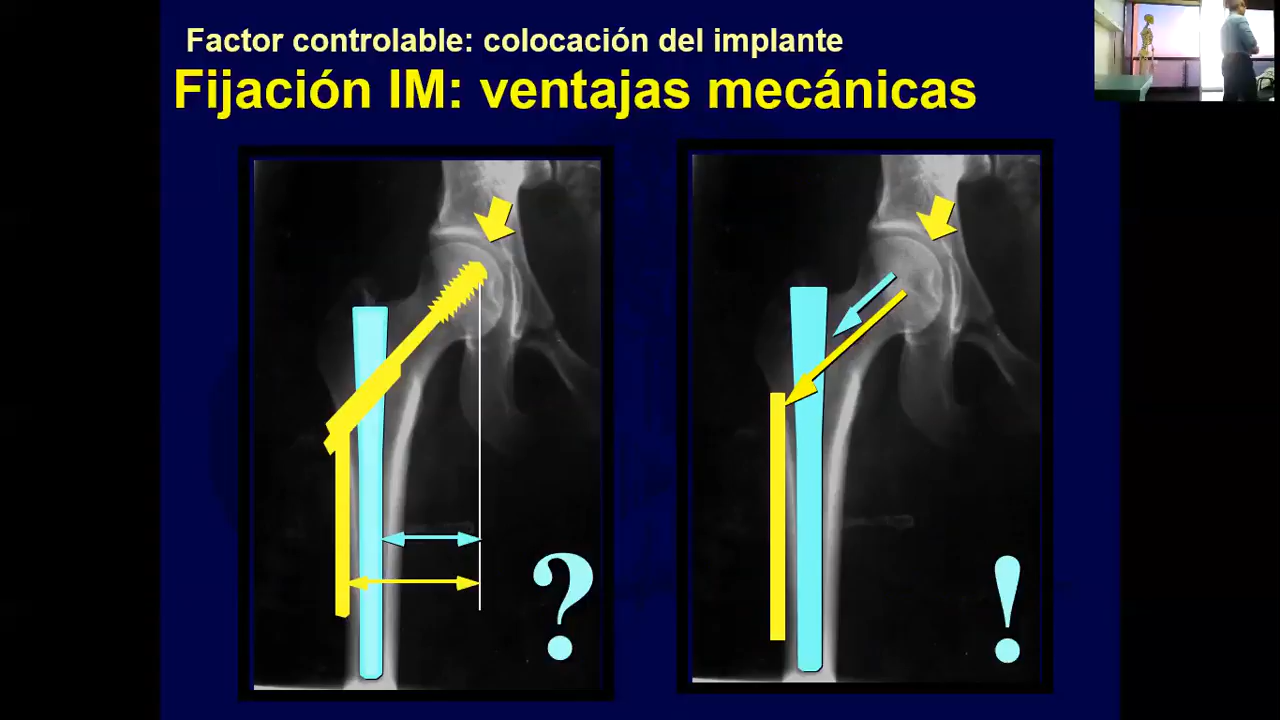 Factor controlable: colocación del implante
Fijación IM: ventajas mecánicas
?
!